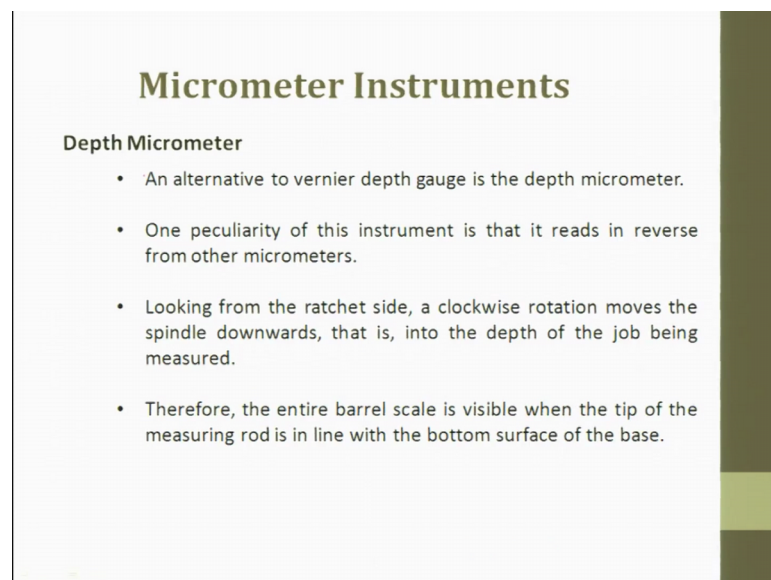 Micrometer Instruments
Depth Micrometer
• An alternative to vernier depth gauge is the depth micrometer.
• One peculiarity of this instrument is that it reads in reverse
from other micrometers.
• Looking from the ratchet side, a clockwise rotation moves the
spindle downwards, that is, into the depth of the job being
measured.
• Therefore, the entire barrel scale is visible when the tip of the
measuring rod is in line with the bottom surface of the base.